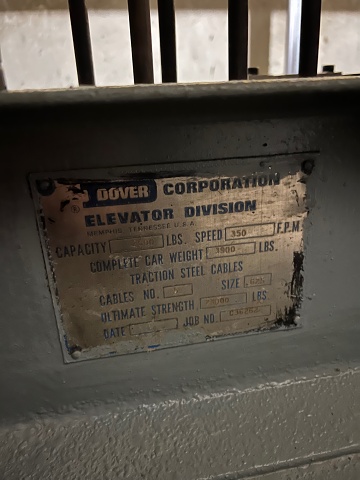 DOVER CORPORATION
ELEVATOR DIVISION
MEMPHIS, TENNESSEE U.S.A.
CAPACITY LBS. SPEED 350 F.P.M.
COMPLETE CAR WEIGHT 3800 LBS.
TRACTION STEEL CABLES
CABLES NO. SIZE
ULTIMATE STRENGTH LBS
DATE JOB NO